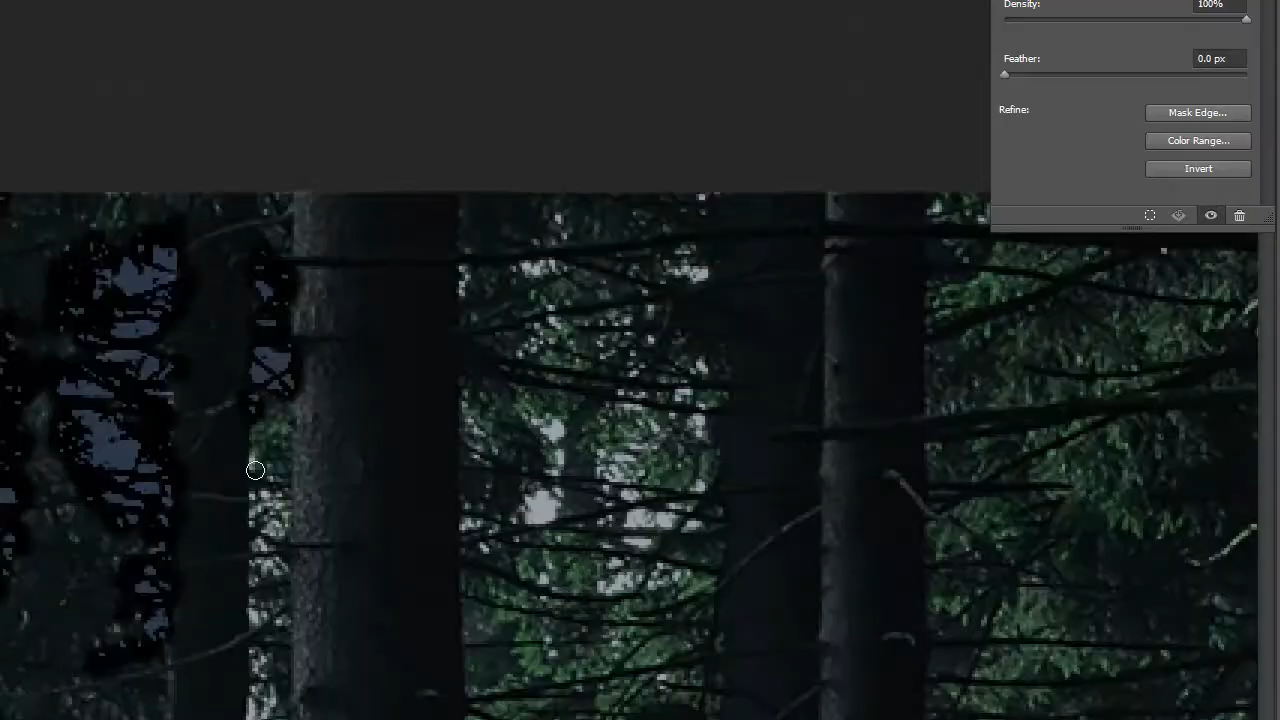 Density: 100%
Feather: 0.0 px
Refine: Mask Edge...
Color Range...
Invert